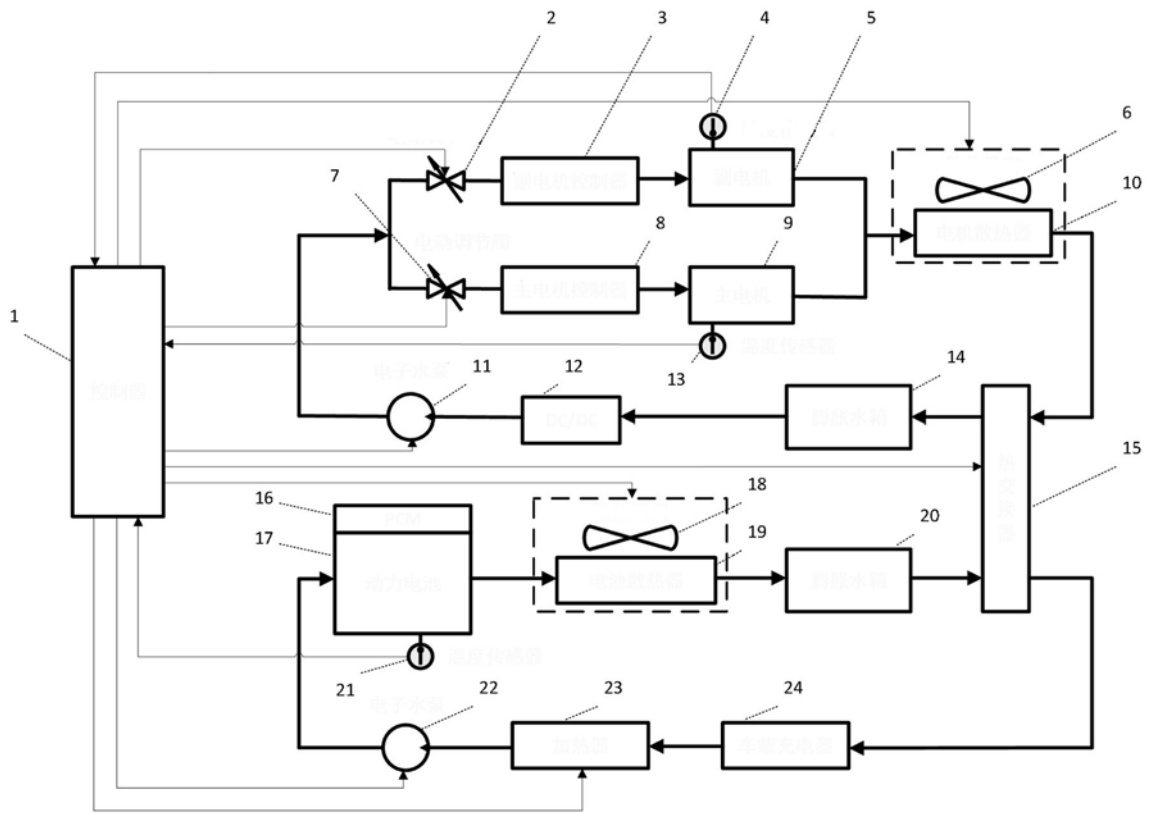 2
3
4
5
6
副电机控制器
副电机
7
10
电动调节阀
8
9
电机散热器
主电机控制器
主电机
1
温度传感器
电子水泵
11
12
13
14
控制器
DC/DC
膨胀水箱
15
热交换器
16
PCM
18
17
19
20
动力电池
电池散热器
膨胀水箱
温度传感器
21
电子水泵
22
23
24
加热器
车载充电器